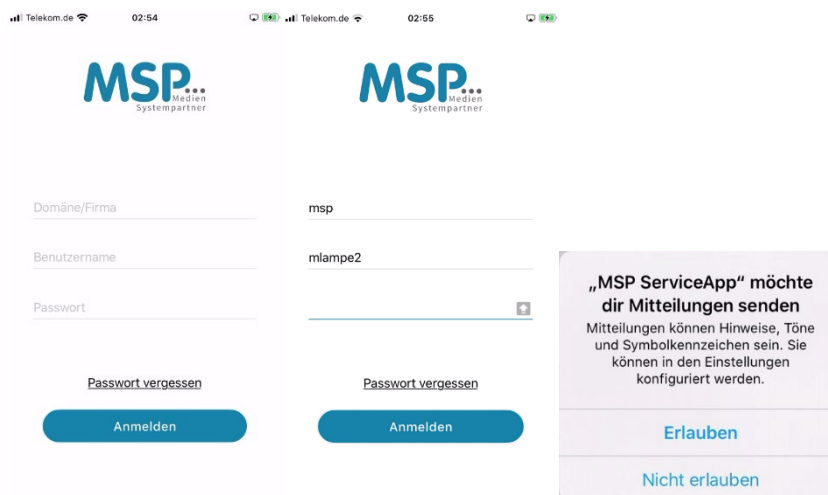 Telekom.de 02:54
MSP...
Medien
Systempartner
Domäne/Firma
Benutzername
Passwort
Passwort vergessen
Anmelden
Telekom.de 02:55
MSP...
Medien
Systempartner
msp
mlampe2
Passwort vergessen
Anmelden
„MSP ServiceApp“ möchte
dir Mitteilungen senden
Mitteilungen können Hinweise, Töne
und Symbolkennzeichen sein. Sie
können in den Einstellungen
konfiguriert werden.
Erlauben
Nicht erlauben